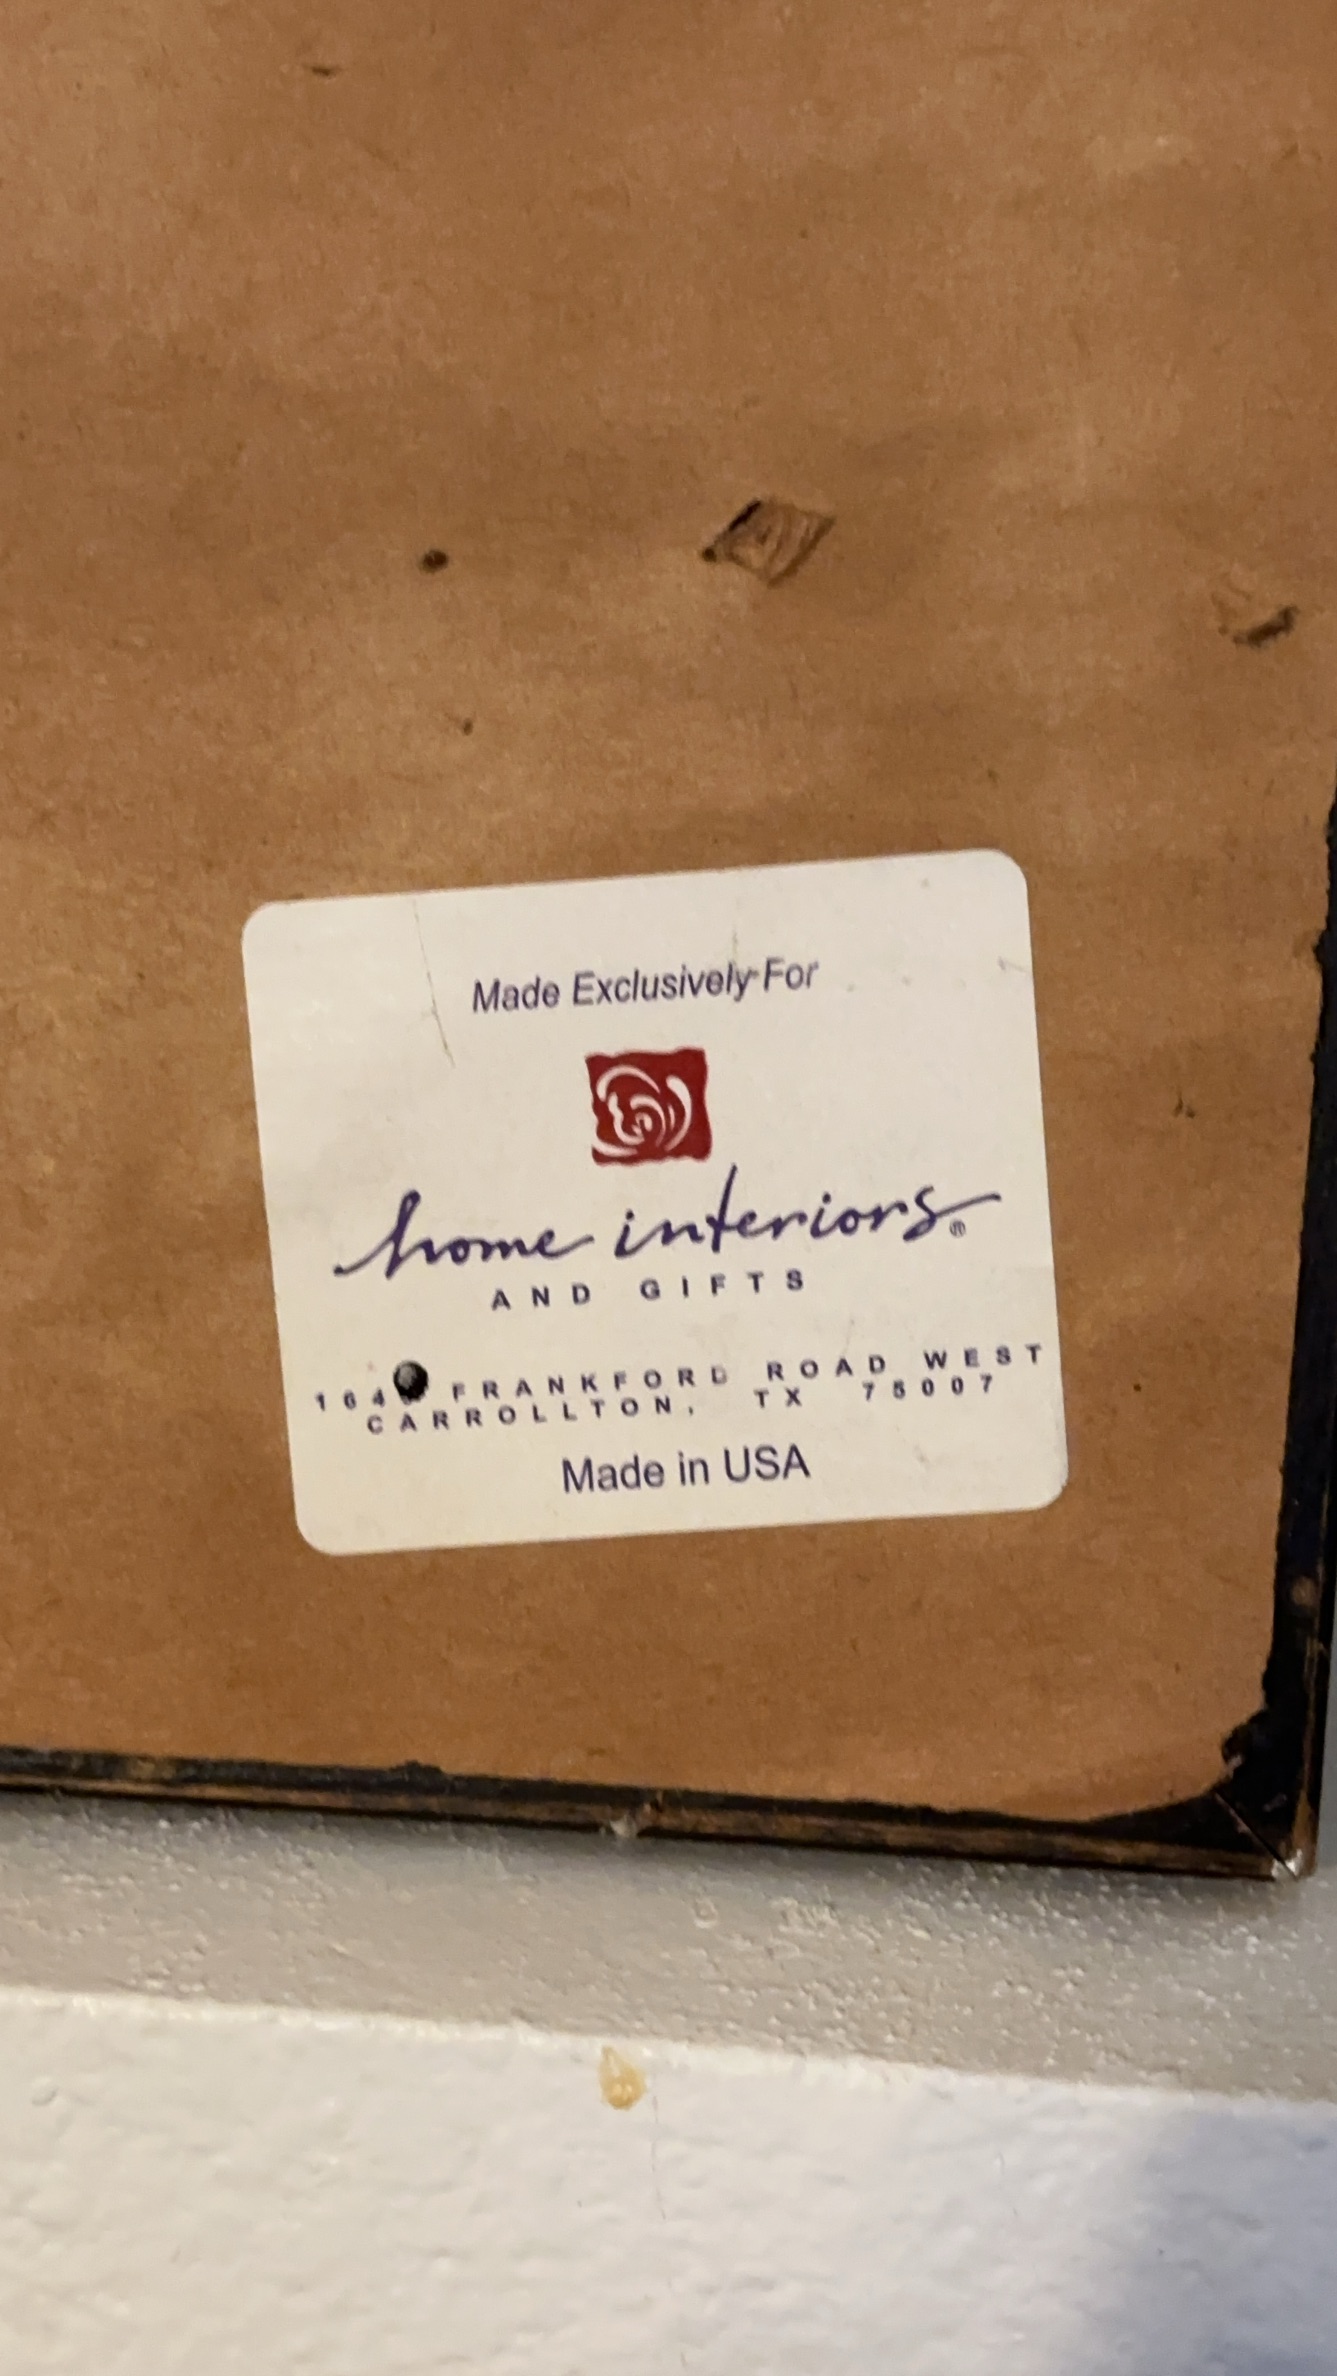 Made Exclusively For
home interiors®
AND GIFTS
FRANKFORD ROAD WEST
CARROLLTON, TX 75007
Made in USA